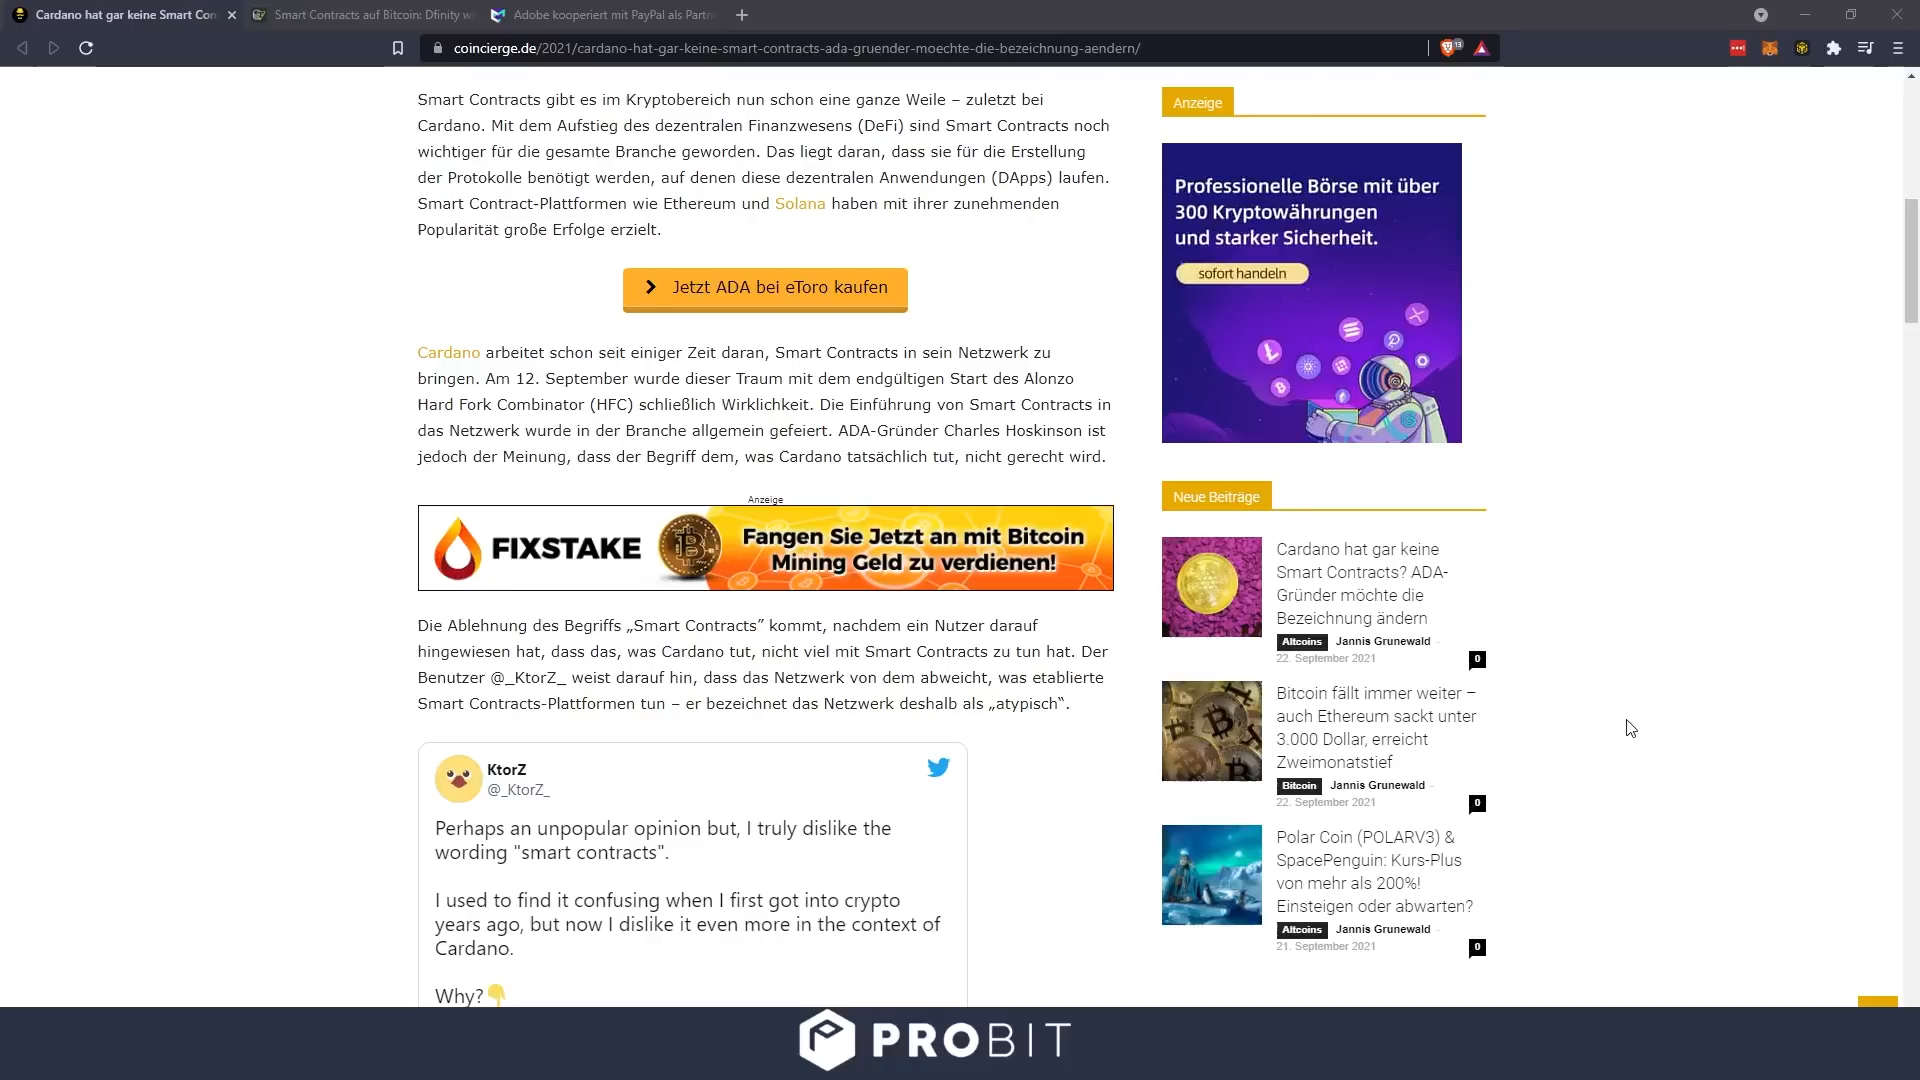 Cardano hat gar keine Smart Con
Smart Contracts auf Bitcoin: Dfinity w
Adobe kooperiert mit PayPal als Partn
coincierge.de/2021/cardano-hat-gar-keine-smart-contracts-ada-gruender-moechte-die-bezeichnung-aendern/
13
Smart Contracts gibt es im Kryptobereich nun schon eine ganze Weile – zuletzt bei
Cardano. Mit dem Aufstieg des dezentralen Finanzwesens (DeFi) sind Smart Contracts noch
wichtiger für die gesamte Branche geworden. Das liegt daran, dass sie für die Erstellung
der Protokolle benötigt werden, auf denen diese dezentralen Anwendungen (DApps) laufen.
Smart Contract-Plattformen wie Ethereum und Solana haben mit ihrer zunehmenden
Popularität große Erfolge erzielt.
Jetzt ADA bei eToro kaufen
Cardano arbeitet schon seit einiger Zeit daran, Smart Contracts in sein Netzwerk zu
bringen. Am 12. September wurde dieser Traum mit dem endgültigen Start des Alonzo
Hard Fork Combinator (HFC) schließlich Wirklichkeit. Die Einführung von Smart Contracts in
das Netzwerk wurde in der Branche allgemein gefeiert. ADA-Gründer Charles Hoskinson ist
jedoch der Meinung, dass der Begriff dem, was Cardano tatsächlich tut, nicht gerecht wird.
Anzeige
FIXSTAKE
Fangen Sie Jetzt an mit Bitcoin
Mining Geld zu verdienen!
Die Ablehnung des Begriffs „Smart Contracts” kommt, nachdem ein Nutzer darauf
hingewiesen hat, dass das, was Cardano tut, nicht viel mit Smart Contracts zu tun hat. Der
Benutzer @_KtorZ_ weist darauf hin, dass das Netzwerk von dem abweicht, was etablierte
Smart Contracts-Plattformen tun – er bezeichnet das Netzwerk deshalb als „atypisch“.
KtorZ
@_KtorZ_
Perhaps an unpopular opinion but, I truly dislike the
wording "smart contracts".
I used to find it confusing when I first got into crypto
years ago, but now I dislike it even more in the context of
Cardano.
Why?👇
Anzeige
Professionelle Börse mit über
300 Kryptowährungen
und starker Sicherheit.
sofort handeln
Neue Beiträge
Cardano hat gar keine
Smart Contracts? ADA-
Gründer möchte die
Bezeichnung ändern
Altcoins Jannis Grunewald -
22. September 2021
0
Bitcoin fällt immer weiter –
auch Ethereum sackt unter
3.000 Dollar, erreicht
Zweimonatstief
Bitcoin Jannis Grunewald -
22. September 2021
0
Polar Coin (POLARV3) &
SpacePenguin: Kurs-Plus
von mehr als 200%!
Einsteigen oder abwarten?
Altcoins Jannis Grunewald -
21. September 2021
0
PROBIT